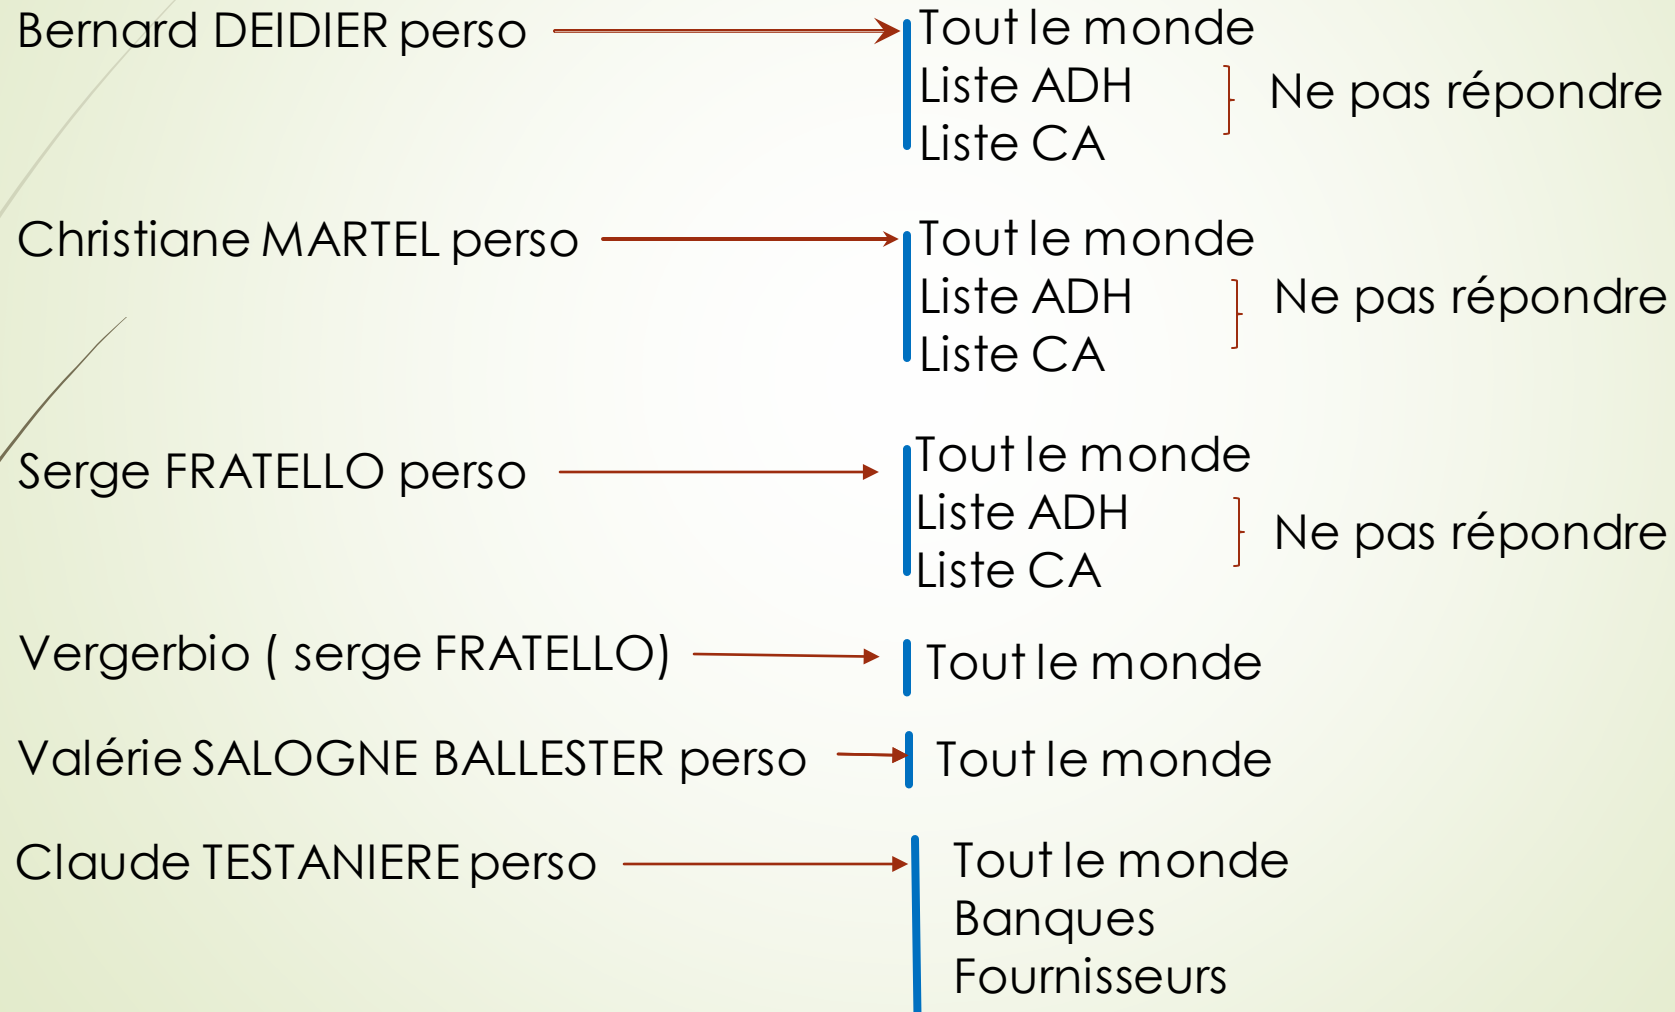 Bernard DEIDIER perso
Tout le monde
Liste ADH
Liste CA
Ne pas répondre
Christiane MARTEL perso
Tout le monde
Liste ADH
Liste CA
Ne pas répondre
Serge FRATELLO perso
Tout le monde
Liste ADH
Liste CA
Ne pas répondre
Vergerbio ( serge FRATELLO)
Tout le monde
Valérie SALOGNE BALLESTER perso
Tout le monde
Claude TESTANIERE perso
Tout le monde
Banques
Fournisseurs